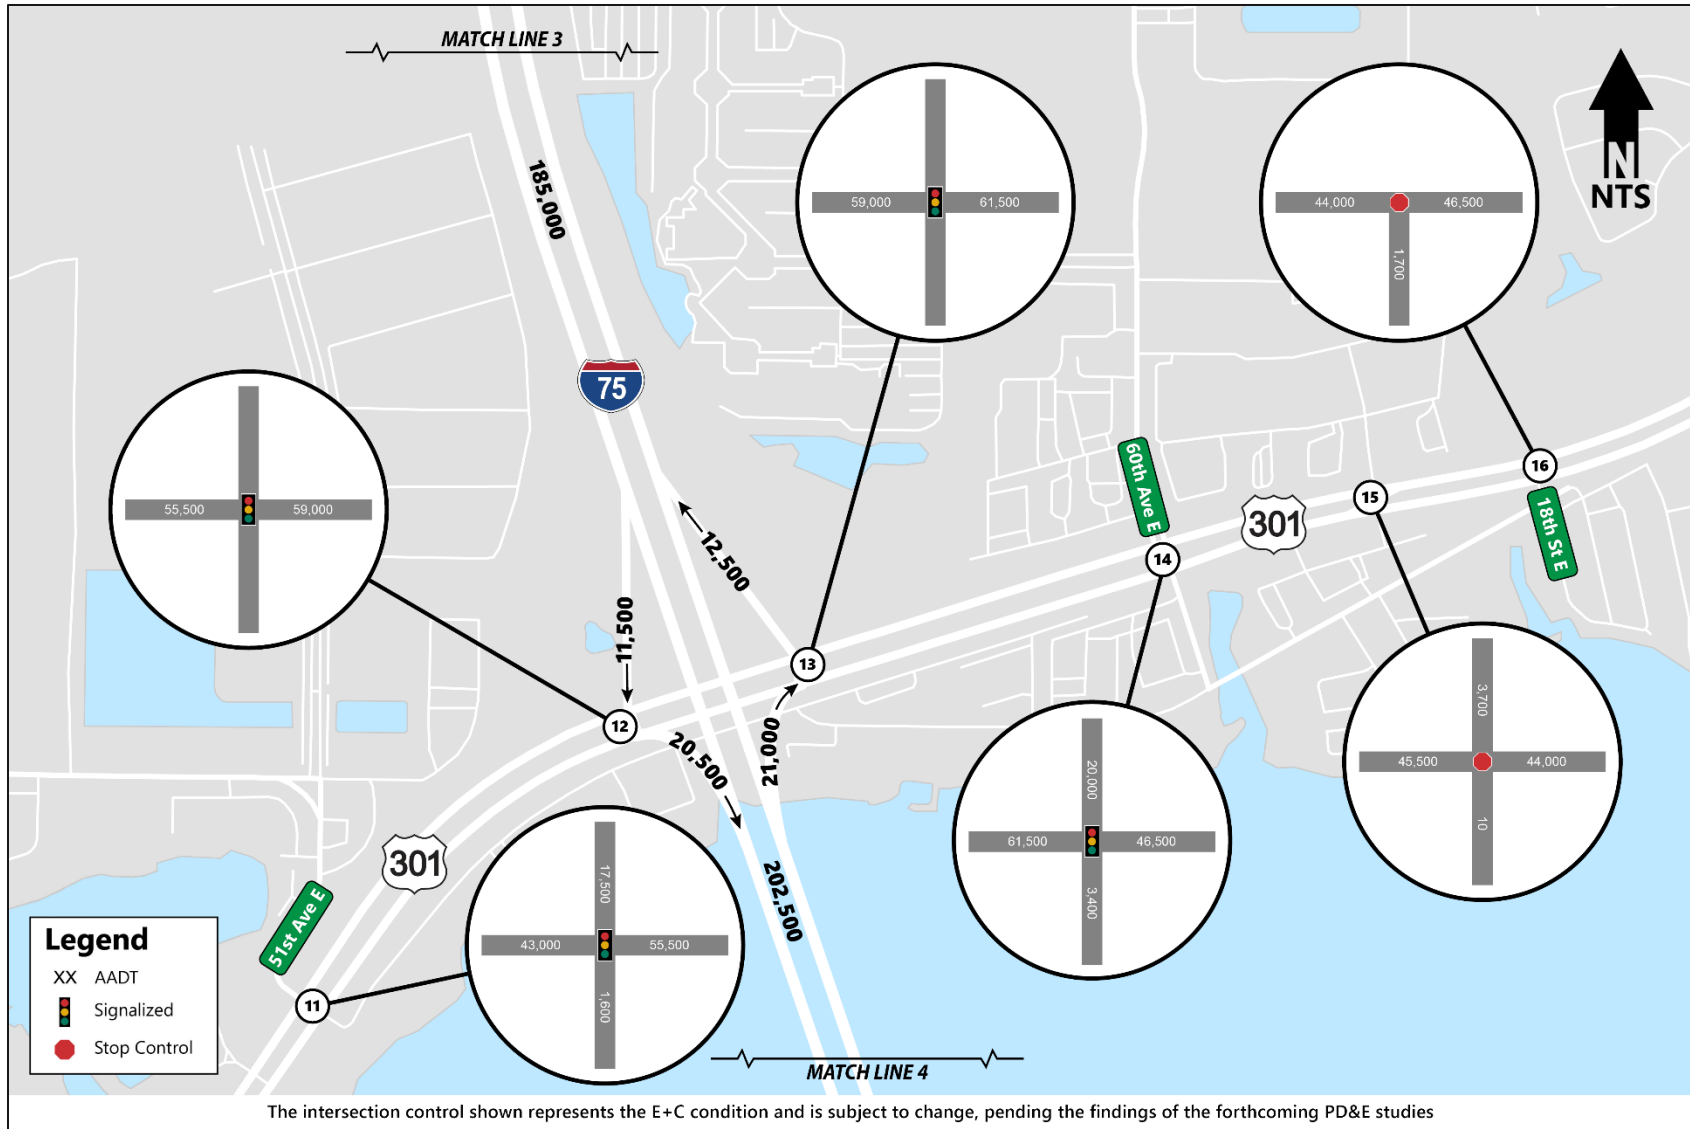 MATCH LINE 3
N
NTS
185,000
59,000
61,500
44,000
46,500
1,700
75
55,500
59,000
60th Ave E
16
15
301
18th St E
12,500
14
11,500
13
12
20,500
21,000
3,700
45,500
44,000
10
20,000
61,500
46,500
3,400
301
202,500
17,500
43,000
55,500
1,600
51st Ave E
11
Legend
XX AADT
Signalized
Stop Control
MATCH LINE 4
The intersection control shown represents the E+C condition and is subject to change, pending the findings of the forthcoming PD&E studies